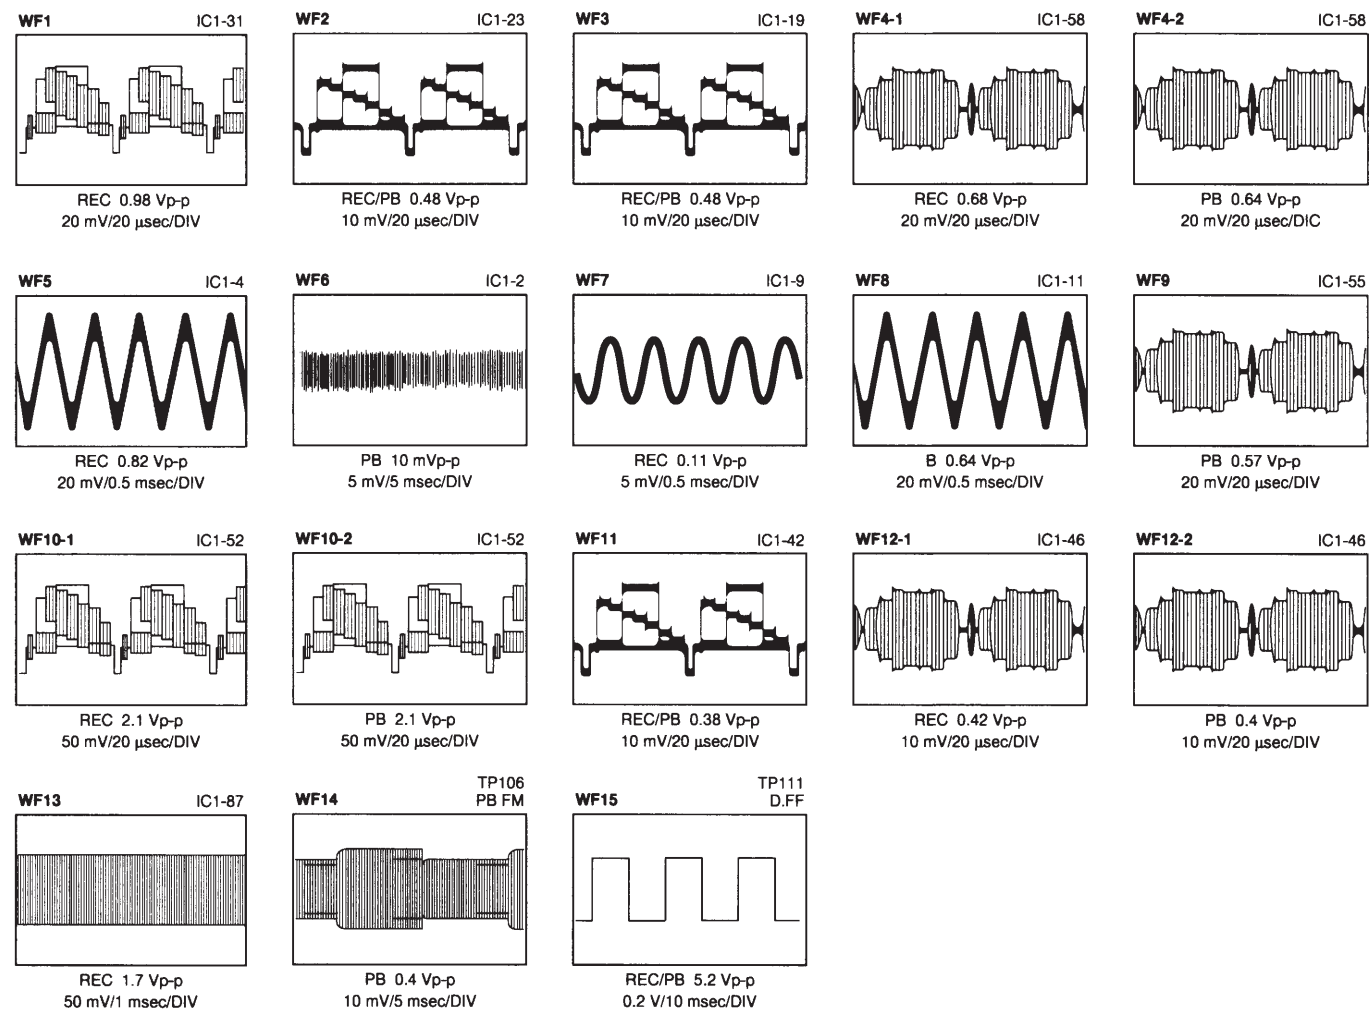 WF1 IC1-31
REC 0.98 Vp-p
20 mV/20 µsec/DIV
WF2 IC1-23
REC/PB 0.48 Vp-p
10 mV/20 µsec/DIV
WF3 IC1-19
REC/PB 0.48 Vp-p
10 mV/20 µsec/DIV
WF4-1 IC1-58
REC 0.68 Vp-p
20 mV/20 µsec/DIV
WF4-2 IC1-58
PB 0.64 Vp-p
20 mV/20 µsec/DIC
WF5 IC1-4
REC 0.82 Vp-p
20 mV/0.5 msec/DIV
WF6 IC1-2
PB 10 mVp-p
5 mV/5 msec/DIV
WF7 IC1-9
REC 0.11 Vp-p
5 mV/0.5 msec/DIV
WF8 IC1-11
B 0.64 Vp-p
20 mV/0.5 msec/DIV
WF9 IC1-55
PB 0.57 Vp-p
20 mV/20 µsec/DIV
WF10-1 IC1-52
REC 2.1 Vp-p
50 mV/20 µsec/DIV
WF10-2 IC1-52
PB 2.1 Vp-p
50 mV/20 µsec/DIV
WF11 IC1-42
REC/PB 0.38 Vp-p
10 mV/20 µsec/DIV
WF12-1 IC1-46
REC 0.42 Vp-p
10 mV/20 µsec/DIV
WF12-2 IC1-46
PB 0.4 Vp-p
10 mV/20 µsec/DIV
WF13 IC1-87
REC 1.7 Vp-p
50 mV/1 msec/DIV
TP106
WF14 PB FM
PB 0.4 Vp-p
10 mV/5 msec/DIV
TP111
WF15 D.FF
REC/PB 5.2 Vp-p
0.2 V/10 msec/DIV